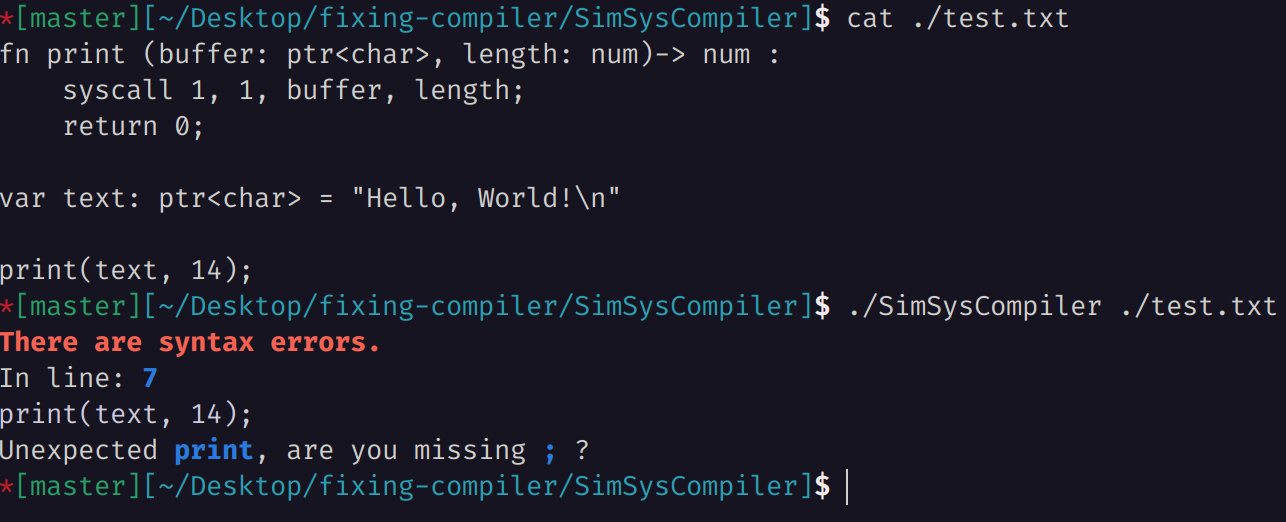 *[master][~/Desktop/fixing-compiler/SimSysCompiler]$ cat ./test.txt
fn print (buffer: ptr<char>, length: num)-> num :
    syscall 1, 1, buffer, length;
    return 0;

var text: ptr<char> = "Hello, World!\n"

print(text, 14);
*[master][~/Desktop/fixing-compiler/SimSysCompiler]$ ./SimSysCompiler ./test.txt
There are syntax errors.
In line: 7
print(text, 14);
Unexpected print, are you missing ; ?
*[master][~/Desktop/fixing-compiler/SimSysCompiler]$